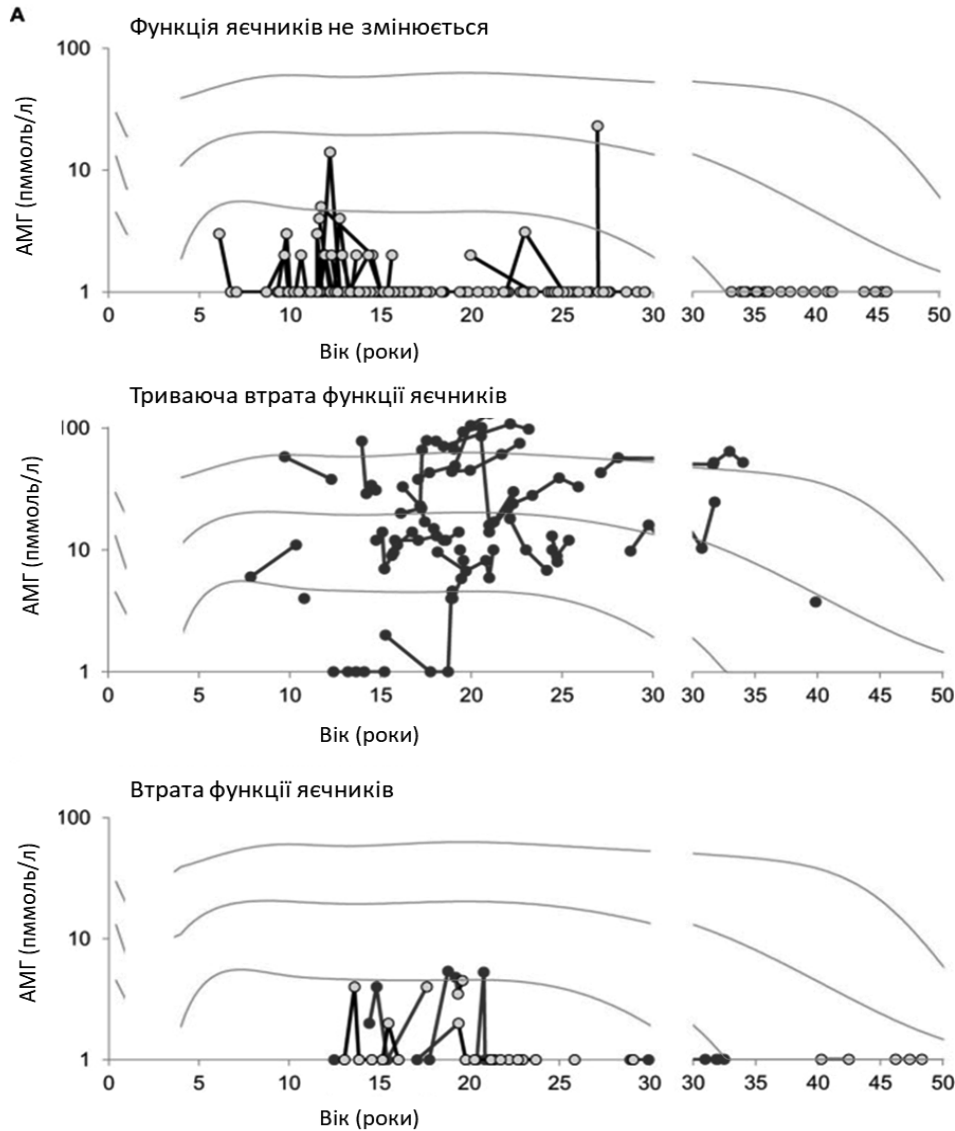 A
Функція яєчників не змінюється
АМГ (пммоль/л)
100
10
1
0 5 10 15 20 25 30 30 35 40 45 50
Вік (роки)
Триваюча втрата функції яєчників
АМГ (пммоль/л)
100
10
1
0 5 10 15 20 25 30 30 35 40 45 50
Вік (роки)
Втрата функції яєчників
АМГ (пммоль/л)
100
10
1
0 5 10 15 20 25 30 30 35 40 45 50
Вік (роки)